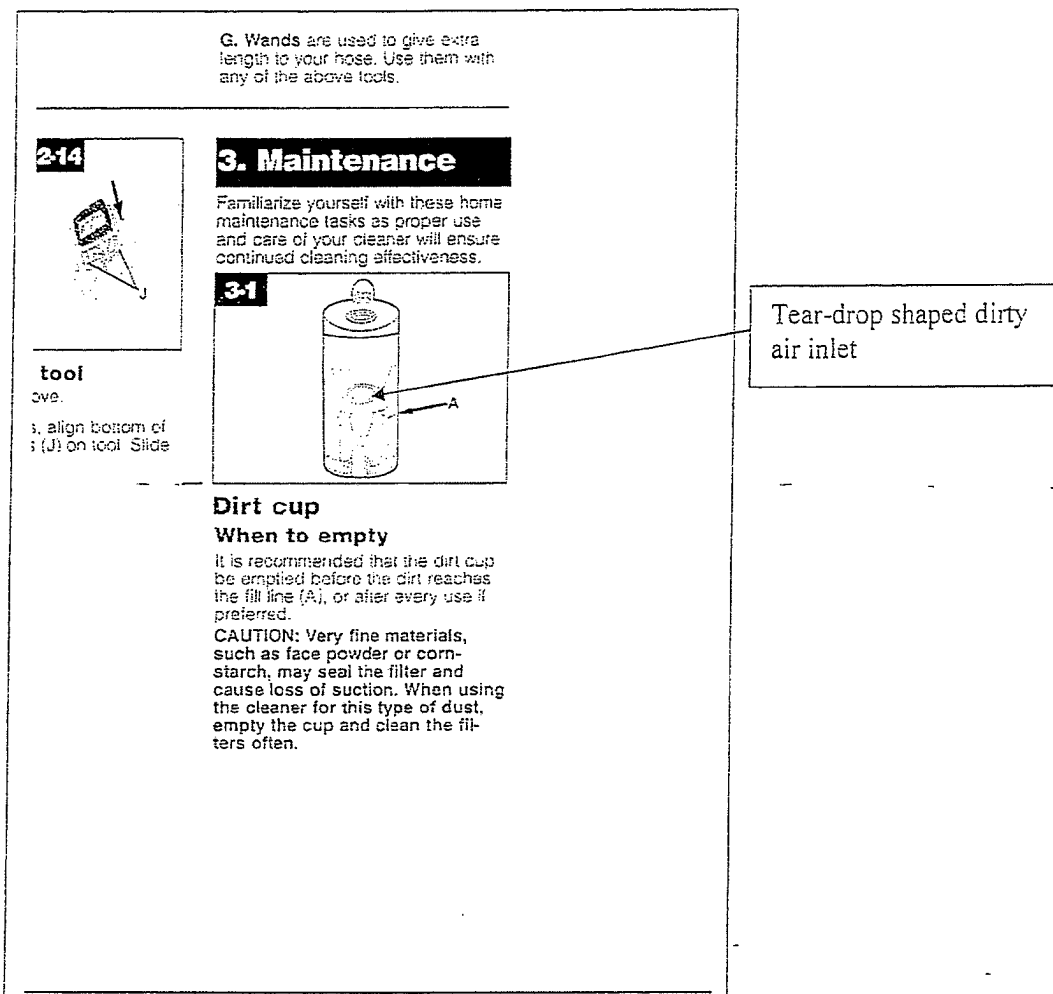 G. Wands are used to give extra
length to your hose. Use them with
any of the above tools.
2-14
J
tool
ove.
s, align bottom of
s (J) on tool. Slide
3. Maintenance
Familiarize yourself with these home
maintenance tasks as proper use
and care of your cleaner will ensure
continued cleaning effectiveness.
3-1
A
Tear-drop shaped dirty
air inlet
Dirt cup
When to empty
It is recommended that the dirt cup
be emptied before the dirt reaches
the fill line (A), or after every use if
preferred.
CAUTION: Very fine materials,
such as face powder or corn-
starch, may seal the filter and
cause loss of suction. When using
the cleaner for this type of dust,
empty the cup and clean the fil-
ters often.